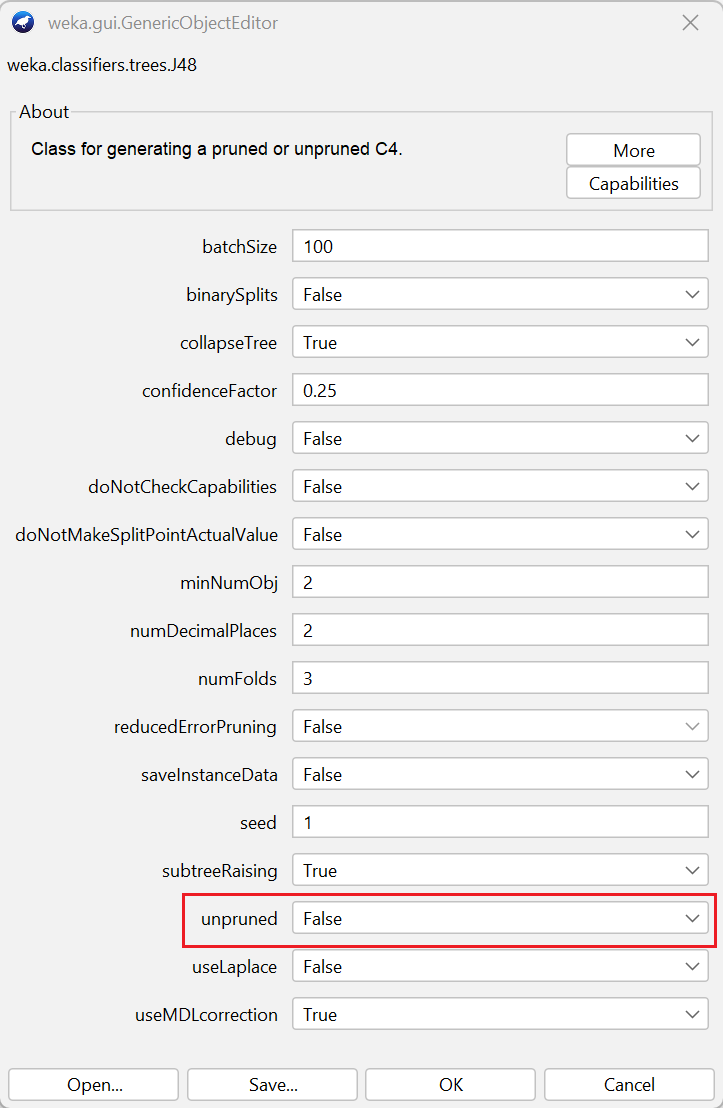 weka.gui.GenericObjectEditor
weka.classifiers.trees.J48
About
Class for generating a pruned or unpruned C4.
More
Capabilities
batchSize 100
binarySplits False
collapseTree True
confidenceFactor 0.25
debug False
doNotCheckCapabilities False
doNotMakeSplitPointActualValue False
minNumObj 2
numDecimalPlaces 2
numFolds 3
reducedErrorPruning False
saveInstanceData False
seed 1
subtreeRaising True
unpruned False
useLaplace False
useMDLcorrection True
Open... Save... OK Cancel